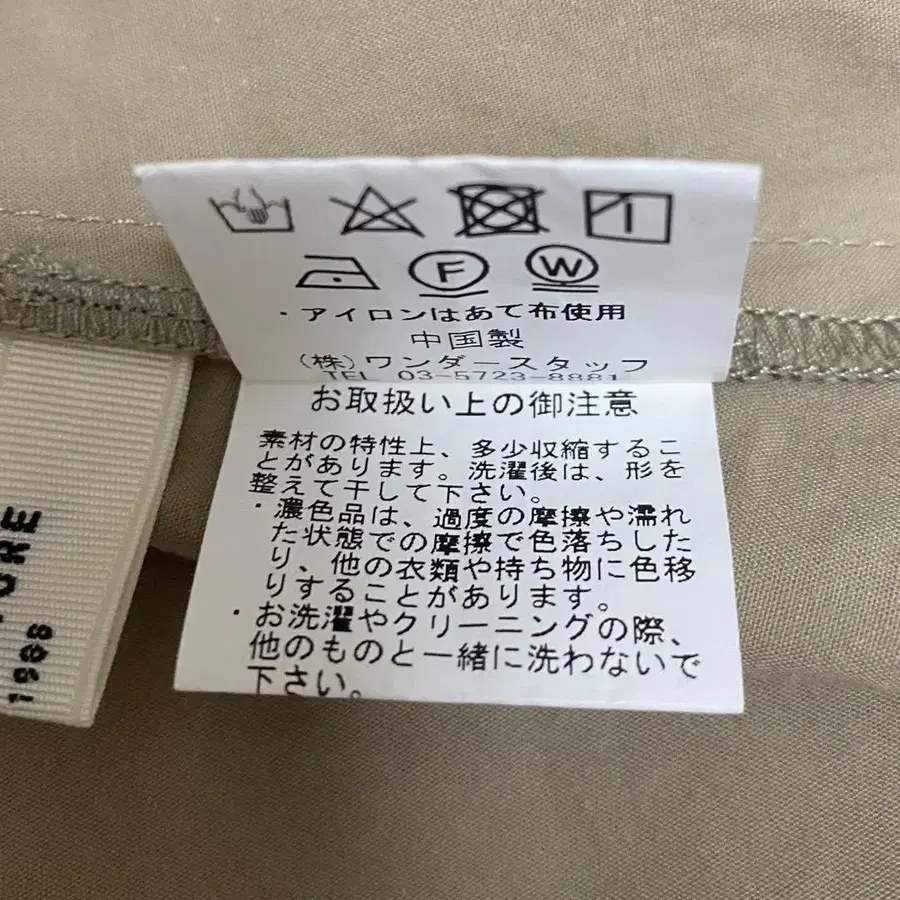 F W
・アイロンはあて布使用
中国製
(株)ワンダースタッフ
TEL 03-5723-8881
お取扱い上の御注意
素材の特性上、多少収縮するこ
とがあります。洗濯後は、形を
整えて干して下さい。
・濃色品は、過度の摩擦や濡れ
た状態での摩擦で色落ちした
り、他の衣類や持ち物に色移
りすることがあります。
・お洗濯やクリーニングの際、
他のものと一緒に洗わないで
下さい。